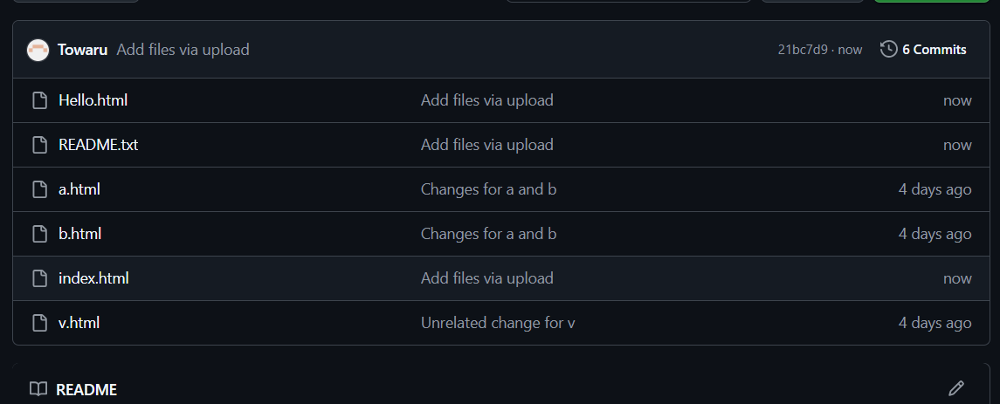 Towaru Add files via upload 21bc7d9 · now 6 Commits
Hello.html Add files via upload now
README.txt Add files via upload now
a.html Changes for a and b 4 days ago
b.html Changes for a and b 4 days ago
index.html Add files via upload now
v.html Unrelated change for v 4 days ago
README